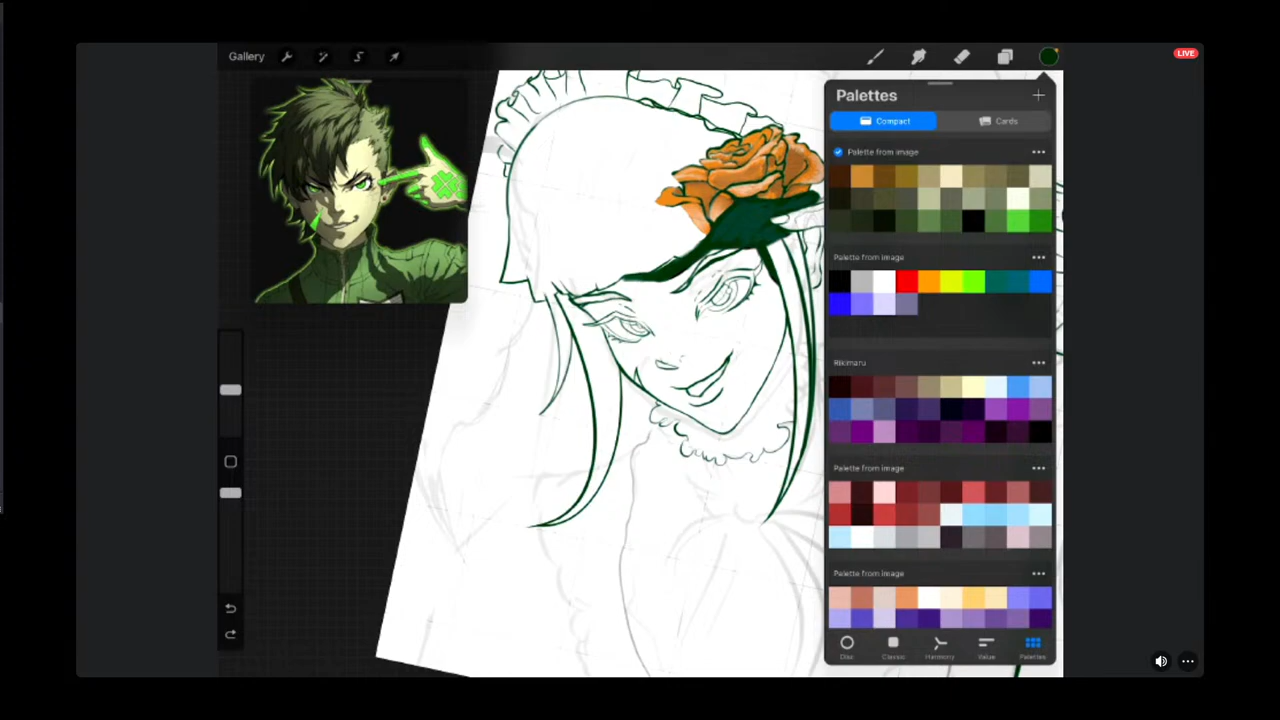 Gallery
LIVE
Palettes
Compact
Cards
Palette from image
Palette from image
Rikimaru
Palette from image
Palette from image
Disc
Classic
Harmony
Value
Palettes